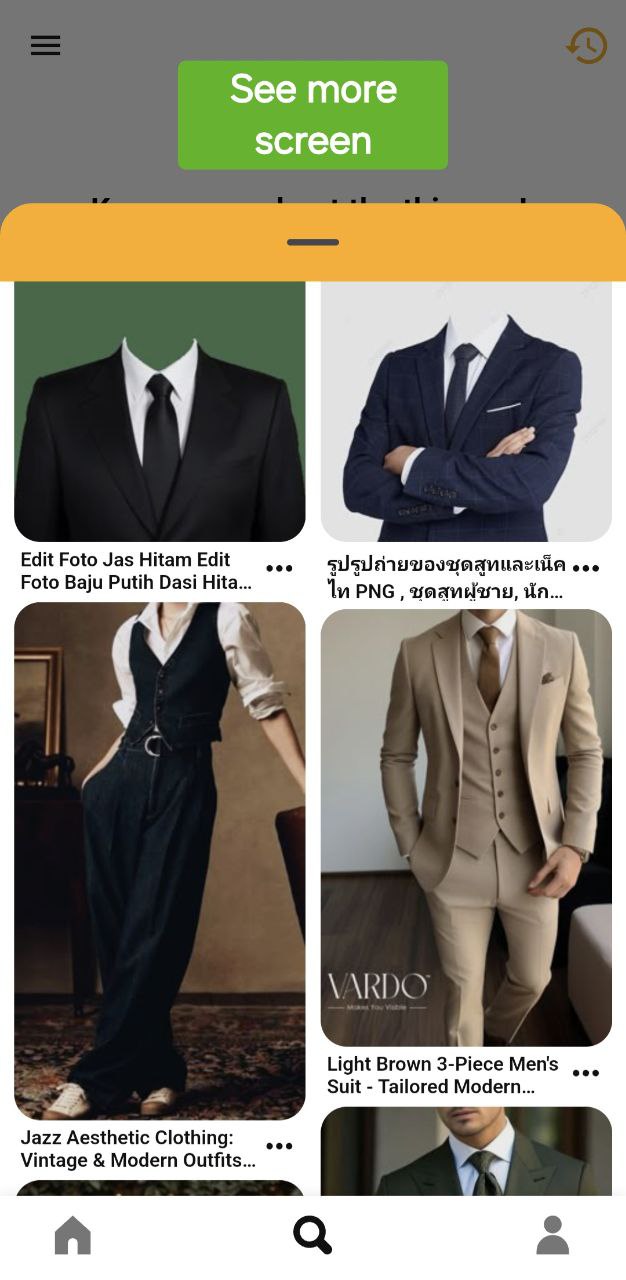 See more
screen
Edit Foto Jas Hitam Edit
Foto Baju Putih Dasi Hita...
รูปรูปถ่ายของชุดสูทและเน็ค
ไท PNG , ชุดสูทผู้ชาย, นัก...
VARDO
Makes You Visible
Light Brown 3-Piece Men's
Suit - Tailored Modern...
Jazz Aesthetic Clothing:
Vintage & Modern Outfits...